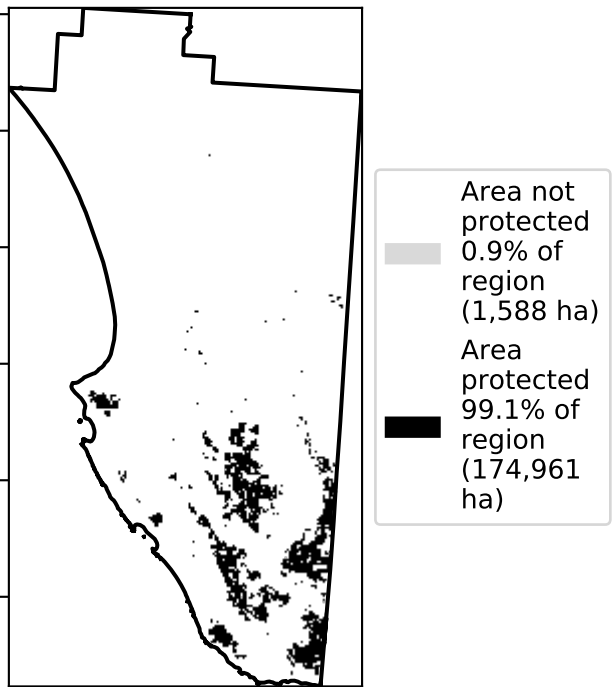 Area not
protected
0.9% of
region
(1,588 ha)
Area
protected
99.1% of
region
(174,961
ha)